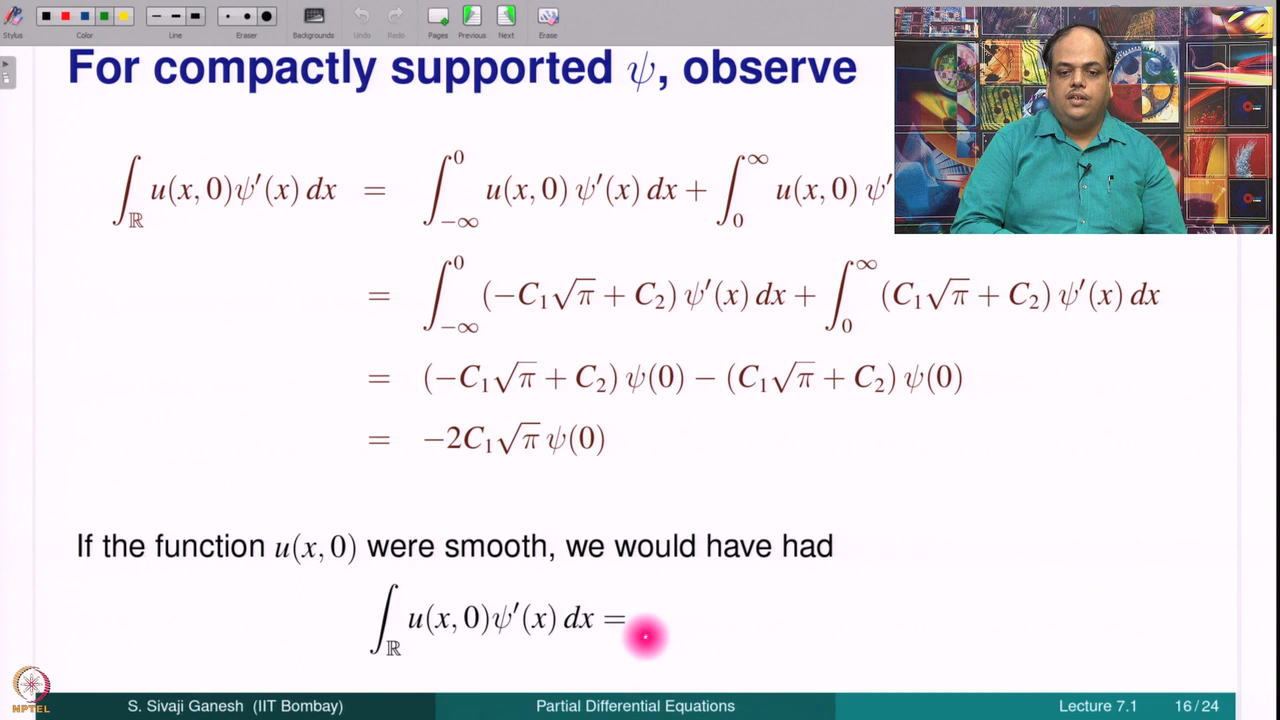 Stylus Color Line Eraser Backgrounds Undo Redo Pages Previous Next Erase
For compactly supported ψ, observe
∫_ℝ u(x, 0)ψ′(x) dx = ∫_{−∞}^0 u(x, 0) ψ′(x) dx + ∫_0^∞ u(x, 0) ψ′
= ∫_{−∞}^0 (−C₁√π + C₂) ψ′(x) dx + ∫_0^∞ (C₁√π + C₂) ψ′(x) dx
= (−C₁√π + C₂) ψ(0) − (C₁√π + C₂) ψ(0)
= −2C₁√π ψ(0)
If the function u(x, 0) were smooth, we would have had
∫_ℝ u(x, 0)ψ′(x) dx =
NPTEL
S. Sivaji Ganesh (IIT Bombay) Partial Differential Equations Lecture 7.1 16 / 24